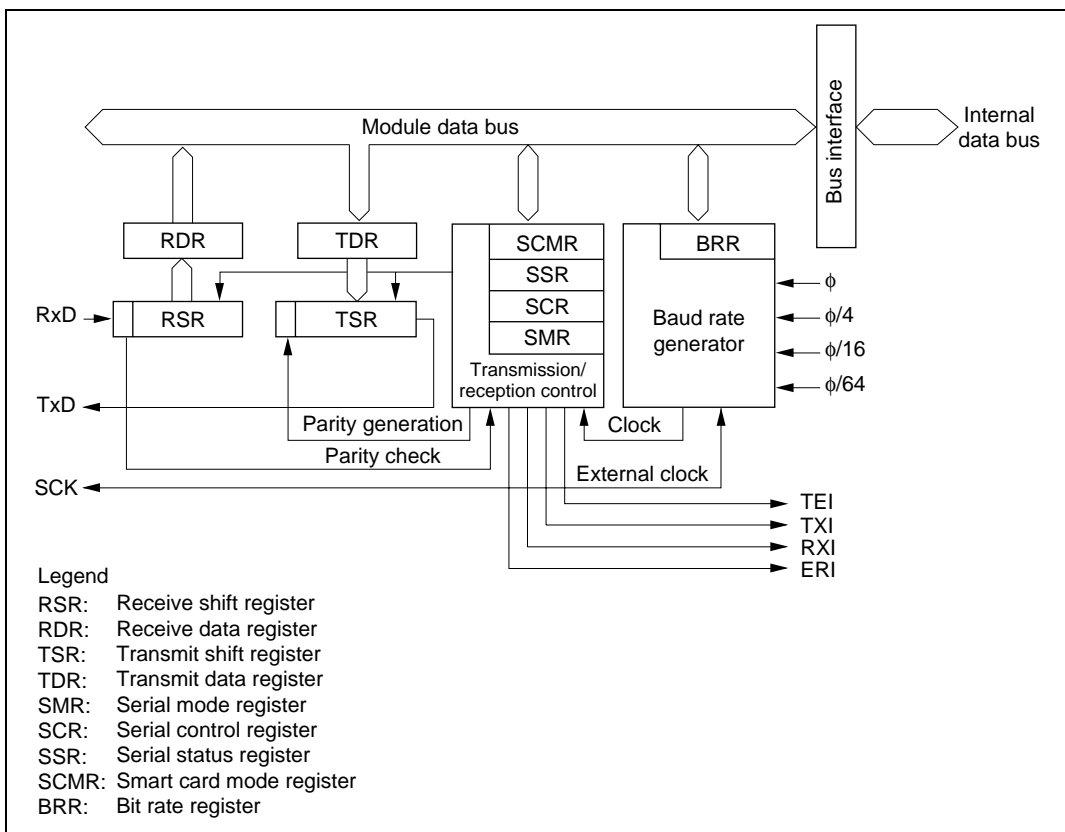 Module data bus
Bus interface
Internal
data bus
RDR
TDR
SCMR
BRR
SSR
φ
RxD
RSR
TSR
SCR
Baud rate
generator
φ/4
SMR
φ/16
Transmission/
reception control
φ/64
TxD
Parity generation
Clock
Parity check
External clock
SCK
TEI
TXI
RXI
ERI
Legend
RSR: Receive shift register
RDR: Receive data register
TSR: Transmit shift register
TDR: Transmit data register
SMR: Serial mode register
SCR: Serial control register
SSR: Serial status register
SCMR: Smart card mode register
BRR: Bit rate register